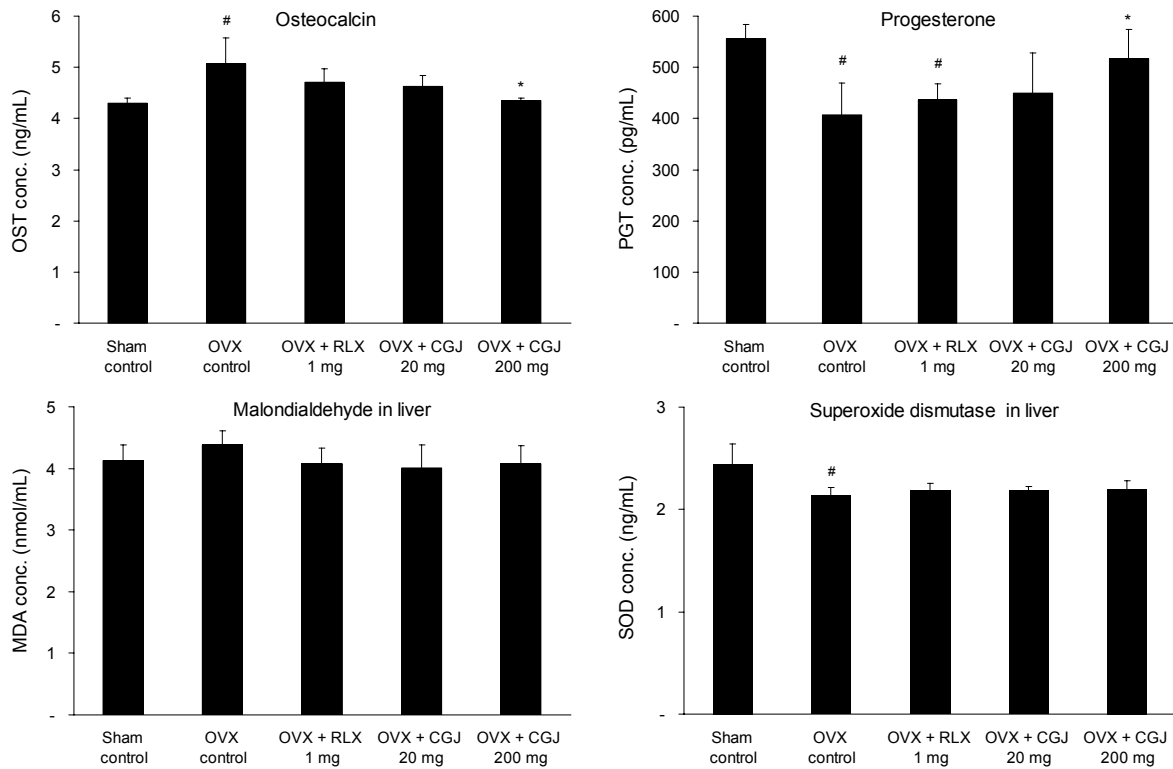 Osteocalcin
OST conc. (ng/mL)
6
5
4
3
2
1
-
#
*
Sham control
OVX control
OVX + RLX 1 mg
OVX + CGJ 20 mg
OVX + CGJ 200 mg
Progesterone
PGT conc. (pg/mL)
600
500
400
300
200
100
-
#
#
*
Sham control
OVX control
OVX + RLX 1 mg
OVX + CGJ 20 mg
OVX + CGJ 200 mg
Malondialdehyde in liver
MDA conc. (nmol/mL)
5
4
3
2
1
-
Sham control
OVX control
OVX + RLX 1 mg
OVX + CGJ 20 mg
OVX + CGJ 200 mg
Superoxide dismutase in liver
SOD conc. (ng/mL)
3
2
1
-
#
Sham control
OVX control
OVX + RLX 1 mg
OVX + CGJ 20 mg
OVX + CGJ 200 mg